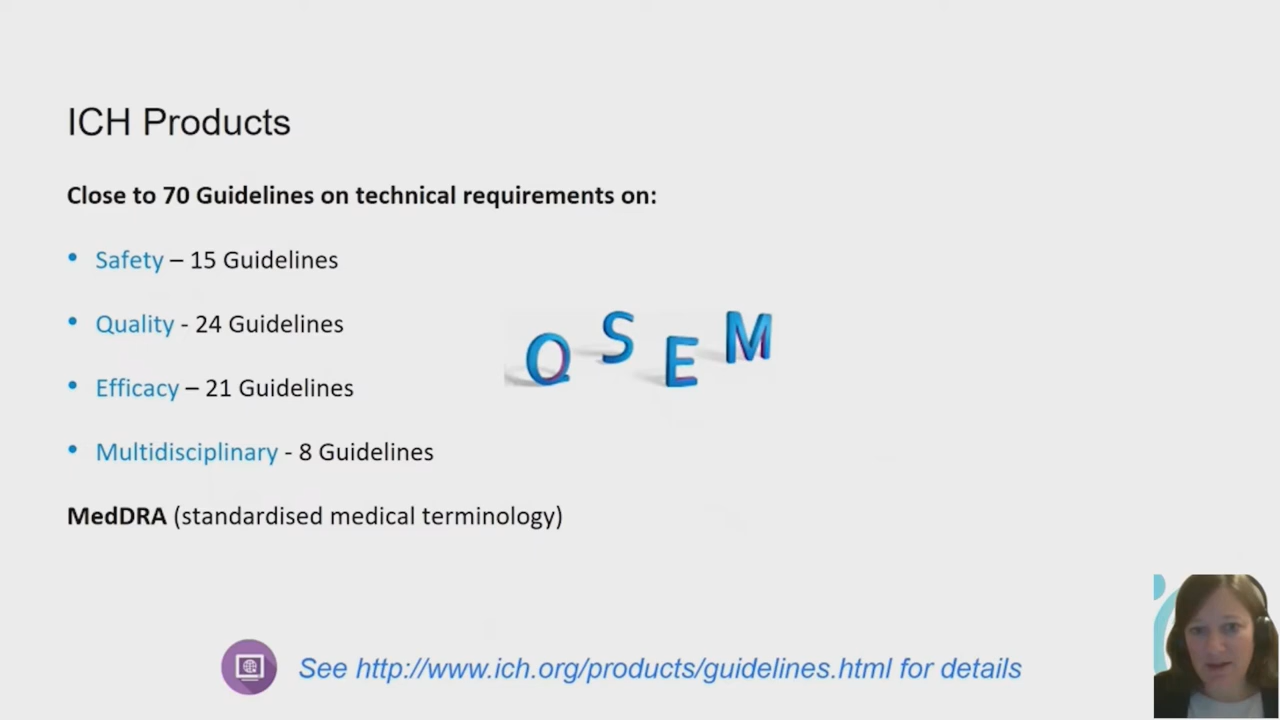 ICH Products
Close to 70 Guidelines on technical requirements on:
• Safety – 15 Guidelines
• Quality - 24 Guidelines
• Efficacy – 21 Guidelines
• Multidisciplinary - 8 Guidelines
MedDRA (standardised medical terminology)
Q S E M
See http://www.ich.org/products/guidelines.html for details